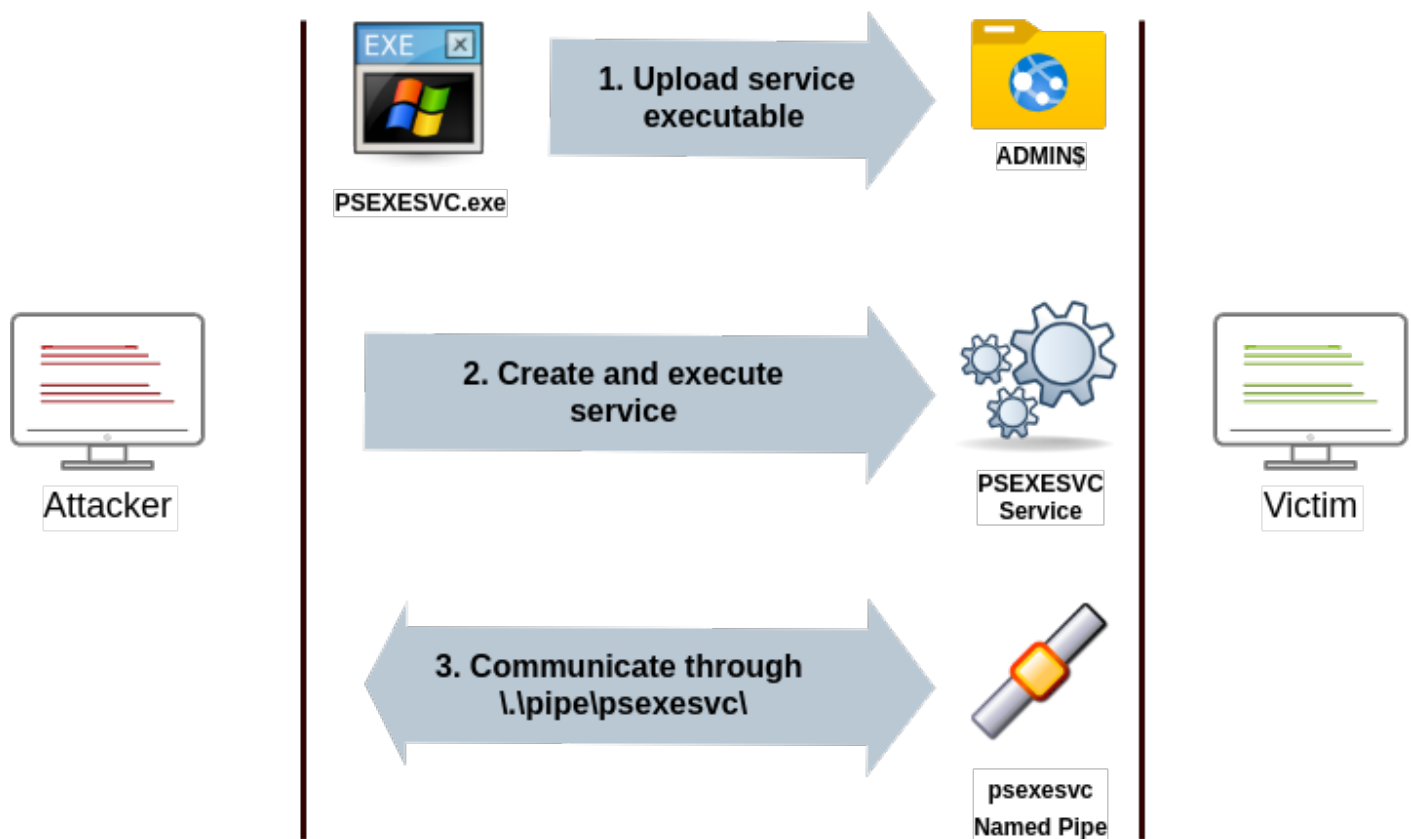 EXE
1. Upload service
executable
ADMIN$
PSEXESVC.exe
2. Create and execute
service
PSEXESVC
Service
Attacker
Victim
3. Communicate through
\.\pipe\psexesvc\
psexesvc
Named Pipe